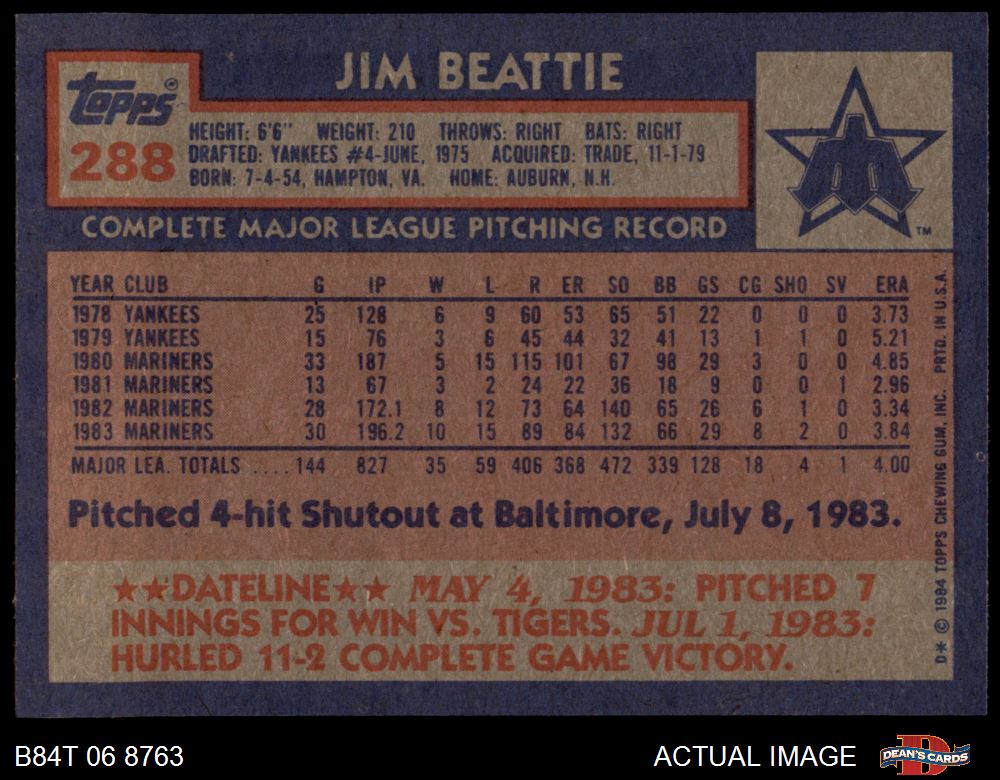 JIM BEATTIE
Topps®
288
HEIGHT: 6'6" WEIGHT: 210 THROWS: RIGHT BATS: RIGHT
DRAFTED: YANKEES #4-JUNE, 1975 ACQUIRED: TRADE, 11-1-79
BORN: 7-4-54, HAMPTON, VA. HOME: AUBURN, N.H.
TM
COMPLETE MAJOR LEAGUE PITCHING RECORD
YEAR CLUB G IP W L R ER SO BB GS CG SHO SV ERA
1978 YANKEES 25 128 6 9 60 53 65 51 22 0 0 0 3.73
1979 YANKEES 15 76 3 6 45 44 32 41 13 1 1 0 5.21
1980 MARINERS 33 187 5 15 115 101 67 98 29 3 0 0 4.85
1981 MARINERS 13 67 3 2 24 22 36 18 9 0 0 1 2.96
1982 MARINERS 28 172.1 8 12 73 64 140 65 26 6 1 0 3.34
1983 MARINERS 30 196.2 10 15 89 84 132 66 29 8 2 0 3.84
MAJOR LEA. TOTALS .... 144 827 35 59 406 368 472 339 128 18 4 1 4.00
Pitched 4-hit Shutout at Baltimore, July 8, 1983.
★★DATELINE★★ MAY 4, 1983: PITCHED 7
INNINGS FOR WIN VS. TIGERS. JUL 1, 1983:
HURLED 11-2 COMPLETE GAME VICTORY.
D* © 1984 TOPPS CHEWING GUM, INC. PRTD. IN U.S.A.
B84T 06 8763
ACTUAL IMAGE
DEAN'S CARDS